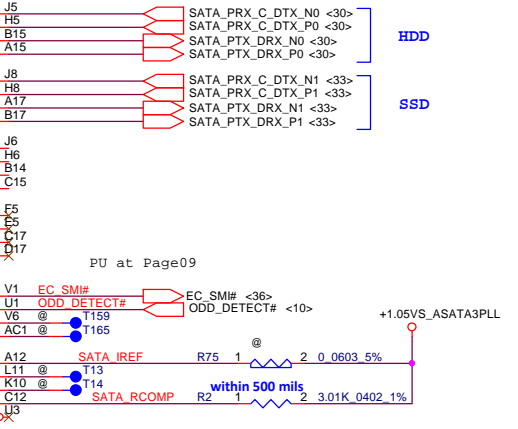 J5 SATA_PRX_C_DTX_N0 <30>
H5 SATA_PRX_C_DTX_P0 <30>
B15 SATA_PTX_DRX_N0 <30>
A15 SATA_PTX_DRX_P0 <30>
HDD
J8 SATA_PRX_C_DTX_N1 <33>
H8 SATA_PRX_C_DTX_P1 <33>
A17 SATA_PTX_DRX_N1 <33>
B17 SATA_PTX_DRX_P1 <33>
SSD
J6
H6
B14
C15
F5
E5
C17
D17
PU at Page09
V1 EC_SMI# EC_SMI# <36>
U1 ODD_DETECT# ODD_DETECT# <10>
V6 @ T159
AC1 @ T165
+1.05VS_ASATA3PLL
@
A12 SATA_IREF R75 1 2 0_0603_5%
L11 @ T13
K10 @ T14
within 500 mils
C12 SATA_RCOMP R2 1 2 3.01K_0402_1%
U3